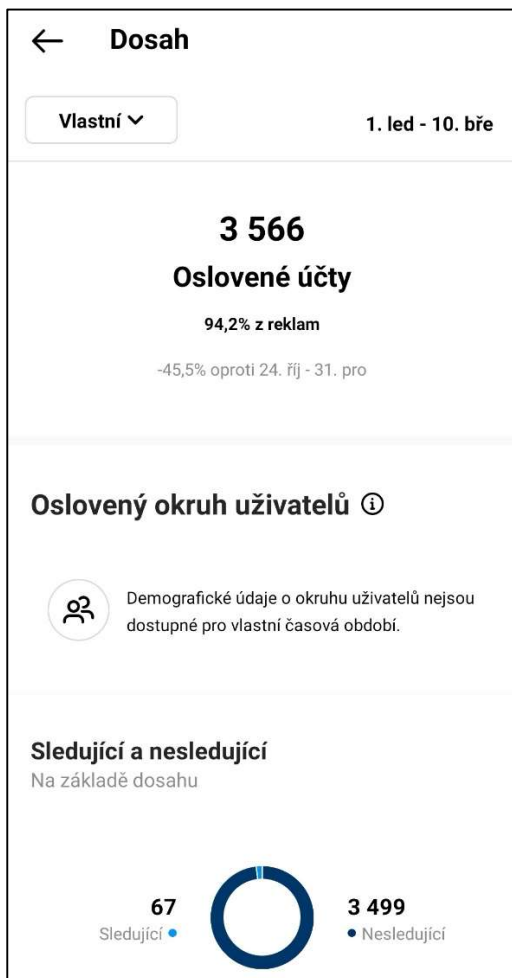 Dosah
Vlastní
1. led - 10. bře
3 566
Oslovené účty
94,2% z reklam
-45,5% oproti 24. říj - 31. pro
Oslovený okruh uživatelů
Demografické údaje o okruhu uživatelů nejsou
dostupné pro vlastní časová období.
Sledující a nesledující
Na základě dosahu
67
Sledující
3 499
Nesledující